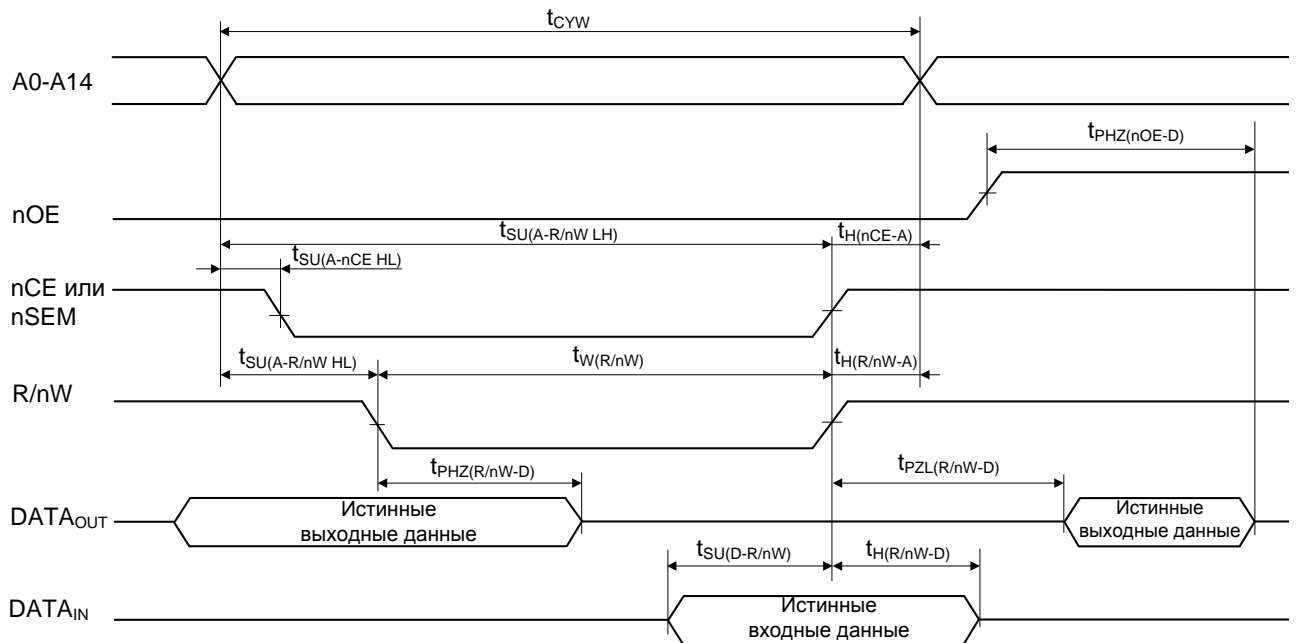 tCYW
A0-A14
tPHZ(nOE-D)
nOE
tSU(A-R/nW LH)
tH(nCE-A)
tSU(A-nCE HL)
nCE или
nSEM
tSU(A-R/nW HL)
tW(R/nW)
tH(R/nW-A)
R/nW
tPHZ(R/nW-D)
tPZL(R/nW-D)
DATAOUT
Истинные
выходные данные
Истинные
выходные данные
tSU(D-R/nW)
tH(R/nW-D)
DATAIN
Истинные
входные данные